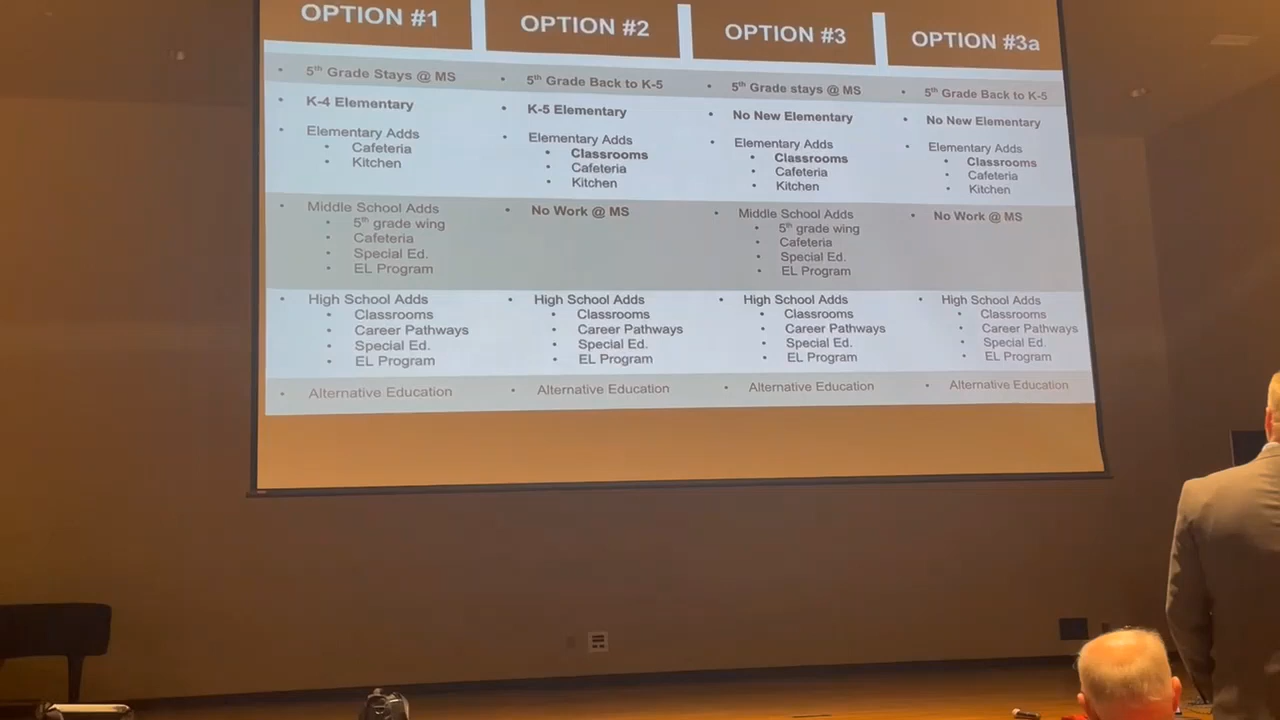 OPTION #1
• 5th Grade Stays @ MS
• K-4 Elementary
• Elementary Adds
• Cafeteria
• Kitchen
• Middle School Adds
• 5th grade wing
• Cafeteria
• Special Ed.
• EL Program
• High School Adds
• Classrooms
• Career Pathways
• Special Ed.
• EL Program
• Alternative Education
OPTION #2
• 5th Grade Back to K-5
• K-5 Elementary
• Elementary Adds
• Classrooms
• Cafeteria
• Kitchen
• No Work @ MS
• High School Adds
• Classrooms
• Career Pathways
• Special Ed.
• EL Program
• Alternative Education
OPTION #3
• 5th Grade stays @ MS
• No New Elementary
• Elementary Adds
• Classrooms
• Cafeteria
• Kitchen
• Middle School Adds
• 5th grade wing
• Cafeteria
• Special Ed.
• EL Program
• High School Adds
• Classrooms
• Career Pathways
• Special Ed.
• EL Program
• Alternative Education
OPTION #3a
• 5th Grade Back to K-5
• No New Elementary
• Elementary Adds
• Classrooms
• Cafeteria
• Kitchen
• No Work @ MS
• High School Adds
• Classrooms
• Career Pathways
• Special Ed.
• EL Program
• Alternative Education